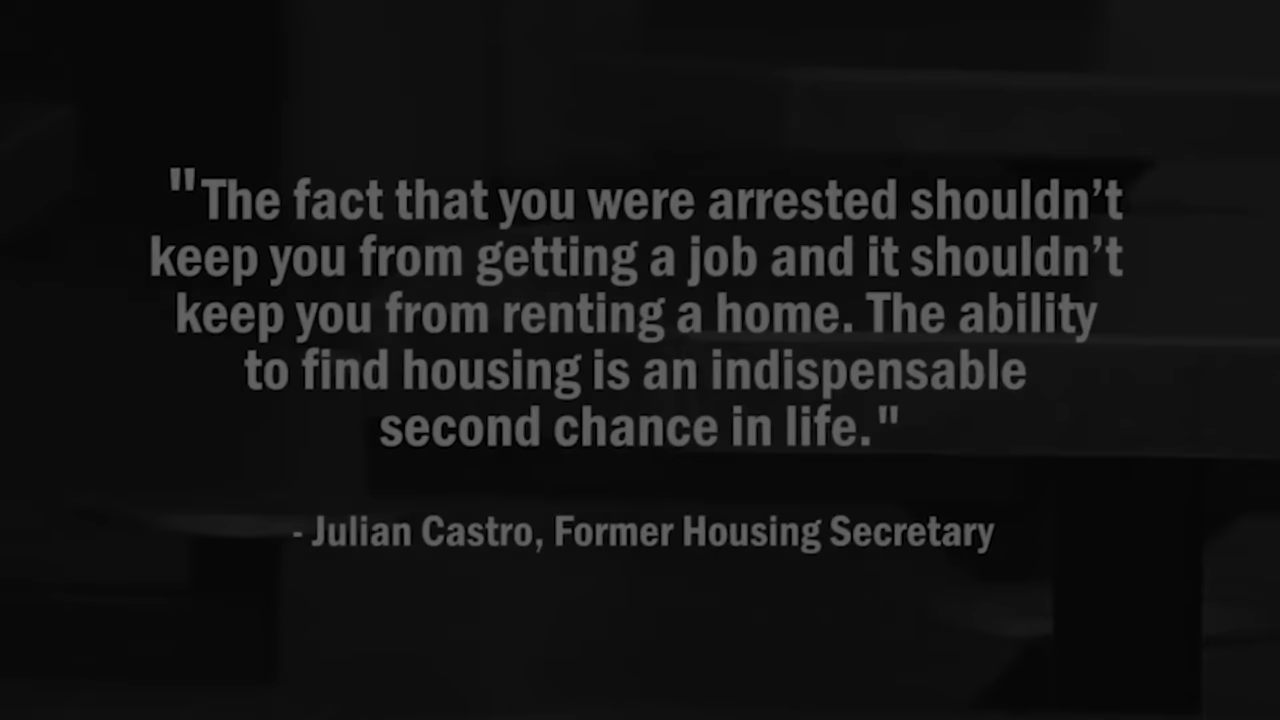 "The fact that you were arrested shouldn’t
keep you from getting a job and it shouldn’t
keep you from renting a home. The ability
to find housing is an indispensable
second chance in life."
- Julian Castro, Former Housing Secretary